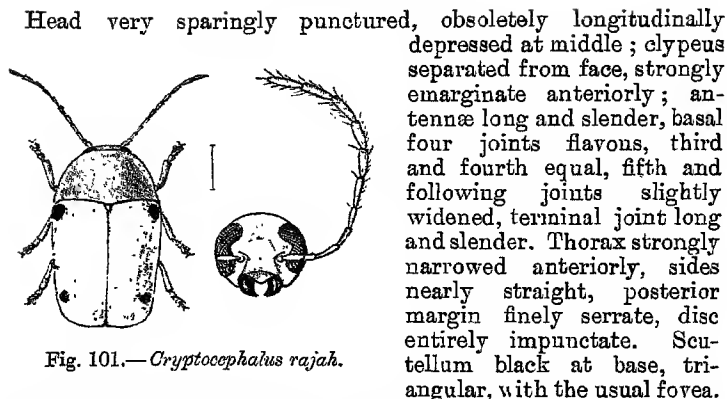 Head very sparingly punctured, obsoletely longitudinally
depressed at middle ; clypeus
separated from face, strongly
emarginate anteriorly ; an-
tennæ long and slender, basal
four joints flavous, third
and fourth equal, fifth and
following joints slightly
widened, terminal joint long
and slender. Thorax strongly
narrowed anteriorly, sides
nearly straight, posterior
margin finely serrate, disc
entirely impunctate. Scu-
tellum black at base, tri-
angular, with the usual fovea.
Fig. 101.—Cryptocephalus rajah.